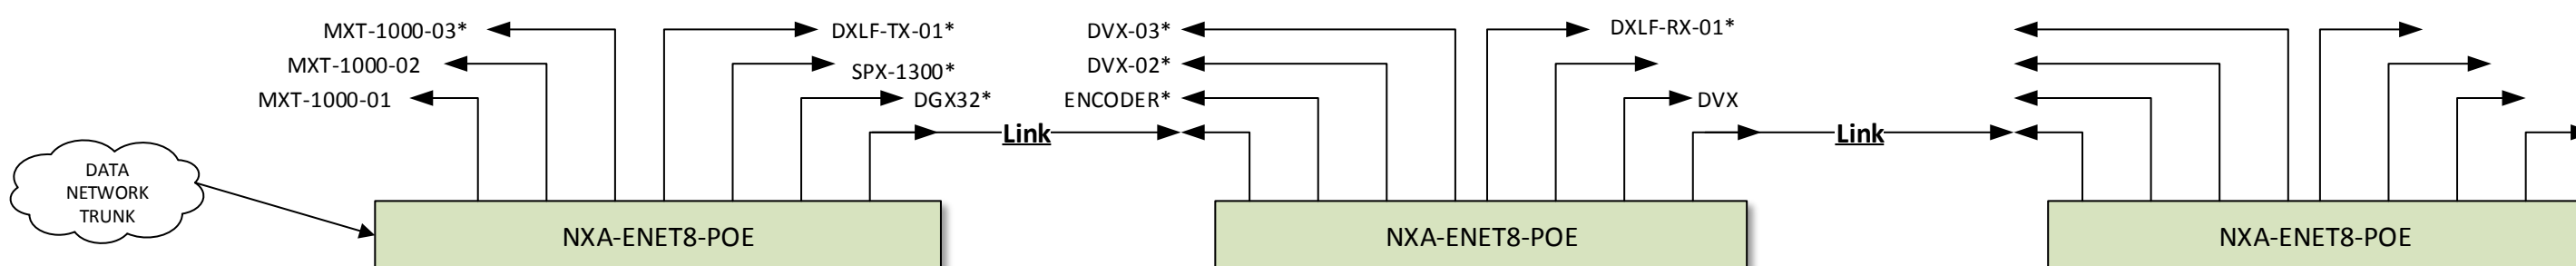 MXT-1000-03*
MXT-1000-02
MXT-1000-01
DXLF-TX-01*
SPX-1300*
DGX32*
Link
DVX-03*
DVX-02*
ENCODER*
DXLF-RX-01*
DVX
Link
DATA
NETWORK
TRUNK
NXA-ENET8-POE
NXA-ENET8-POE
NXA-ENET8-POE